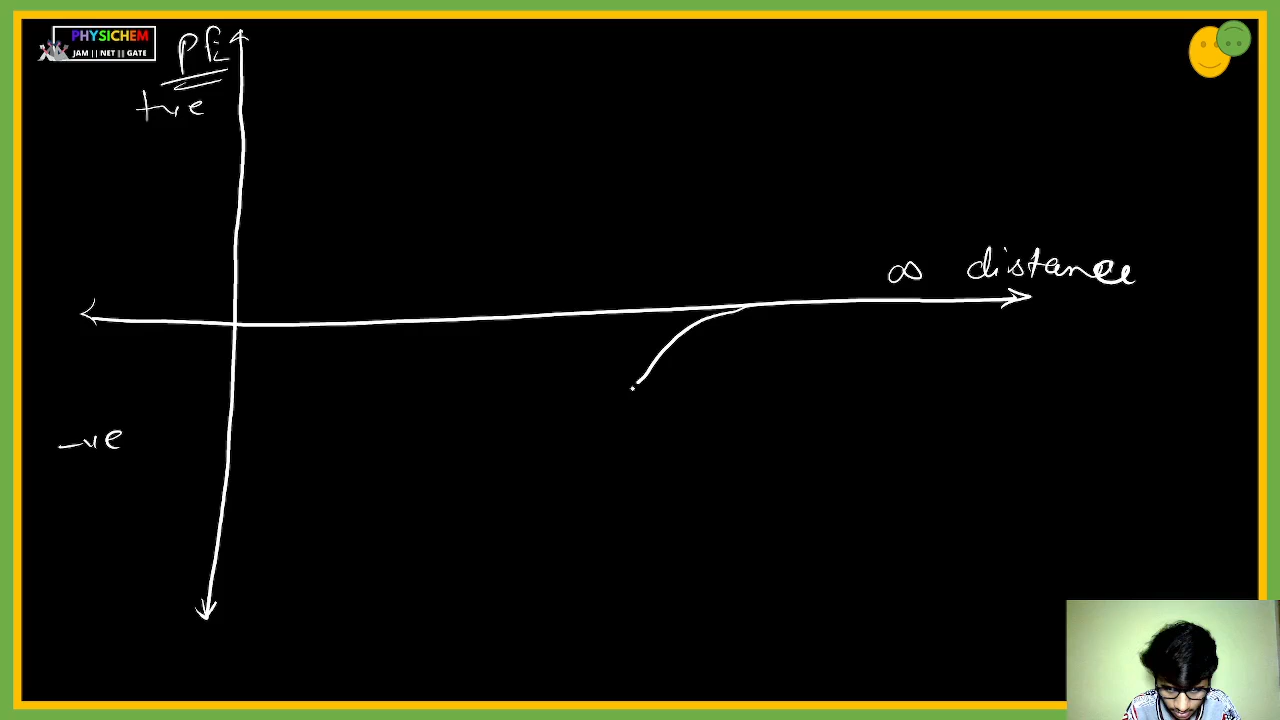 PHYSICHEM
JAM || NET || GATE
PE
+ve
∞ distance
-ve